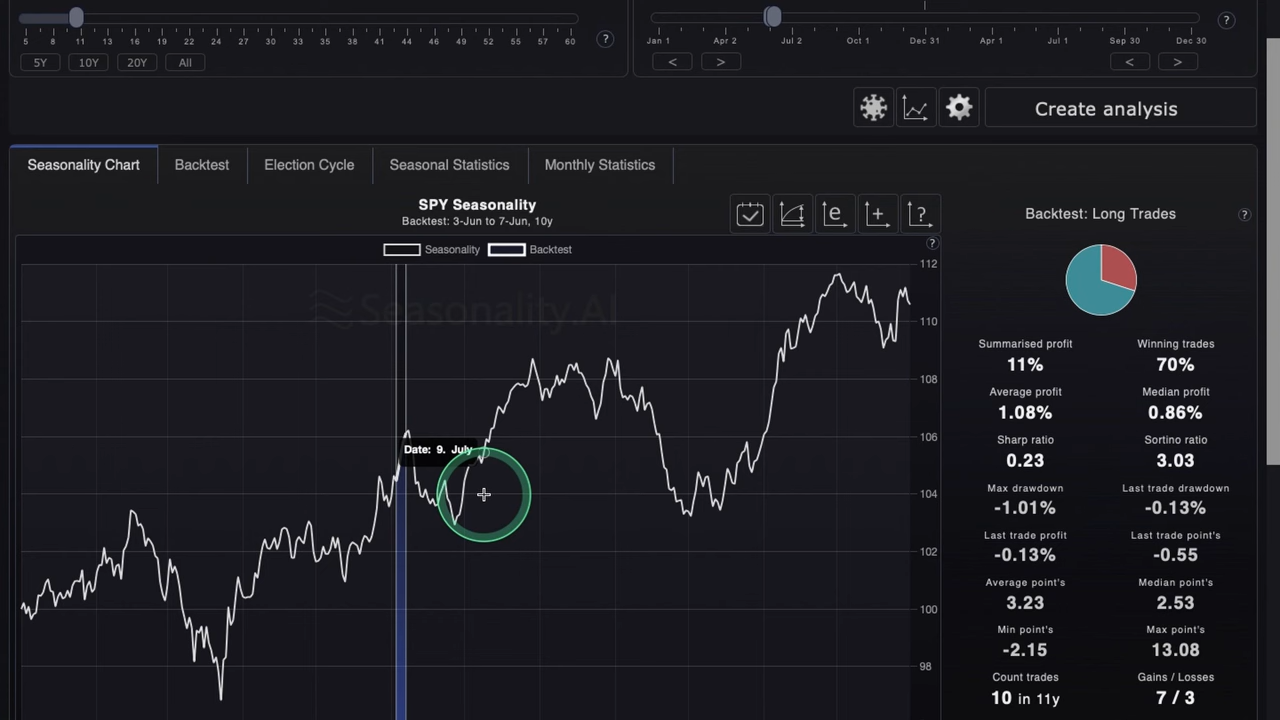 5 8 11 13 16 19 22 24 27 30 33 36 38 41 44 46 49 52 55 57 60
?
5Y 10Y 20Y All
Jan 1 Apr 2 Jul 2 Oct 1 Dec 31 Apr 1 Jul 1 Sep 30 Dec 30
?
< > < >
Create analysis
Seasonality Chart Backtest Election Cycle Seasonal Statistics Monthly Statistics
SPY Seasonality
Backtest: 3-Jun to 7-Jun, 10y
e + ?
Seasonality Backtest
?
Seasonality.AI
Date: 9. July
112
110
108
106
104
102
100
98
Backtest: Long Trades ?
Summarised profit Winning trades
11% 70%
Average profit Median profit
1.08% 0.86%
Sharp ratio Sortino ratio
0.23 3.03
Max drawdown Last trade drawdown
-1.01% -0.13%
Last trade profit Last trade point's
-0.13% -0.55
Average point's Median point's
3.23 2.53
Min point's Max point's
-2.15 13.08
Count trades Gains / Losses
10 in 11y 7 / 3